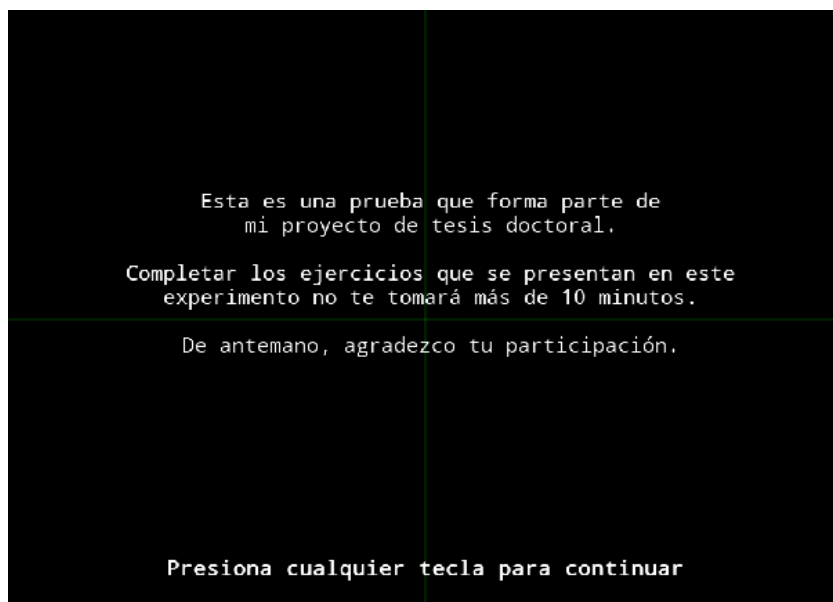 Esta es una prueba que forma parte de
mi proyecto de tesis doctoral.
Completar los ejercicios que se presentan en este
experimento no te tomará más de 10 minutos.
De antemano, agradezco tu participación.
Presiona cualquier tecla para continuar